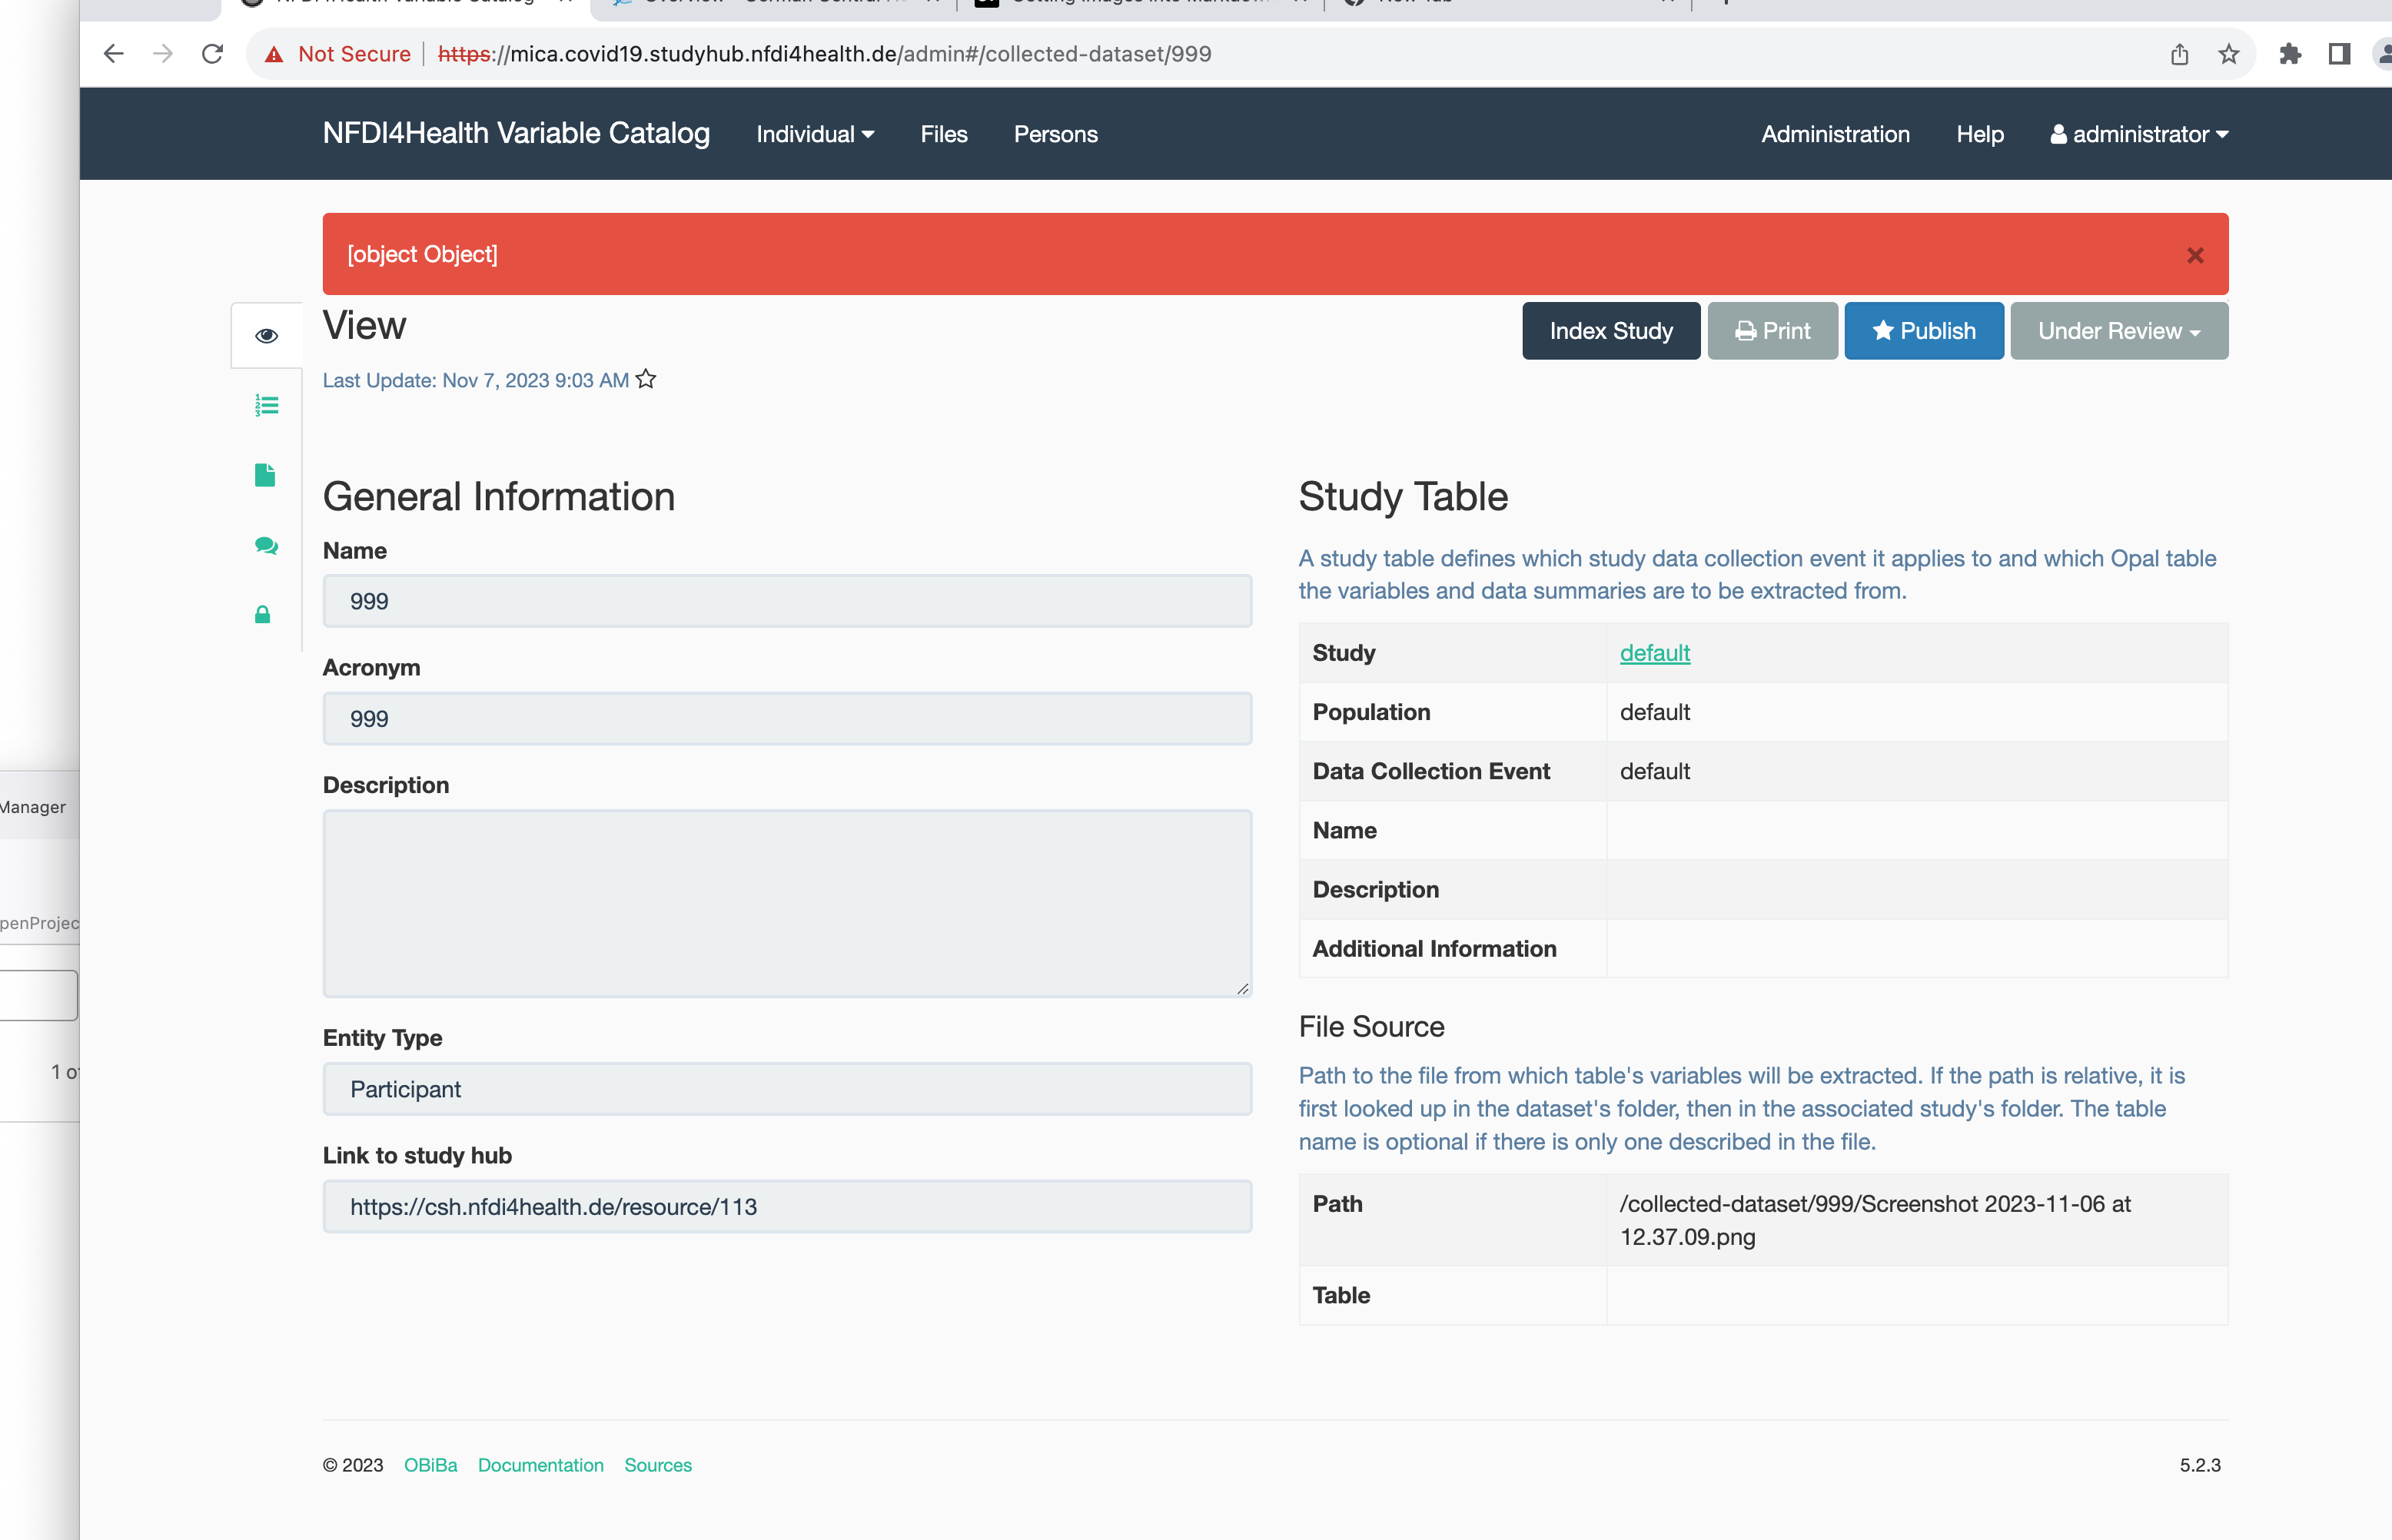 Not Secure
https://mica.covid19.studyhub.nfdi4health.de/admin#/collected-dataset/999
NFDI4Health Variable Catalog
Individual
Files
Persons
Administration
Help
administrator
[object Object]
×
View
Index Study
Print
Publish
Under Review
Last Update: Nov 7, 2023 9:03 AM
General Information
Name
999
Acronym
999
Description
Entity Type
Participant
Link to study hub
https://csh.nfdi4health.de/resource/113
Study Table
A study table defines which study data collection event it applies to and which Opal table
the variables and data summaries are to be extracted from.
Study default
Population default
Data Collection Event default
Name
Description
Additional Information
File Source
Path to the file from which table's variables will be extracted. If the path is relative, it is
first looked up in the dataset's folder, then in the associated study's folder. The table
name is optional if there is only one described in the file.
Path /collected-dataset/999/Screenshot 2023-11-06 at
12.37.09.png
Table
Manager
penProjec
1 of
© 2023 OBiBa Documentation Sources
5.2.3